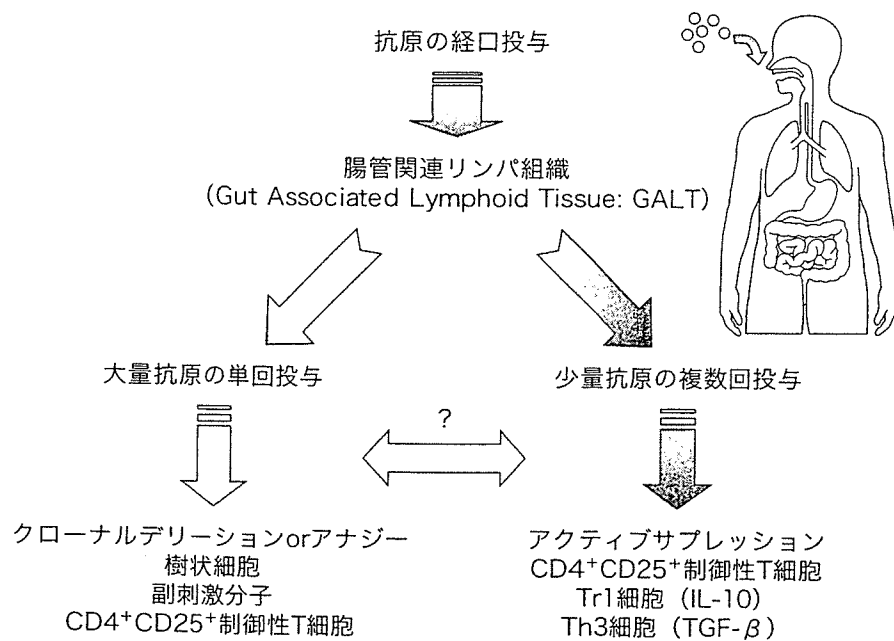 抗原の経口投与
腸管関連リンパ組織
（Gut Associated Lymphoid Tissue: GALT）
大量抗原の単回投与
少量抗原の複数回投与
?
クローナルデリーションorアナジー
樹状細胞
副刺激分子
CD4⁺CD25⁺制御性T細胞
アクティブサプレッション
CD4⁺CD25⁺制御性T細胞
Tr1細胞（IL-10）
Th3細胞（TGF-β）